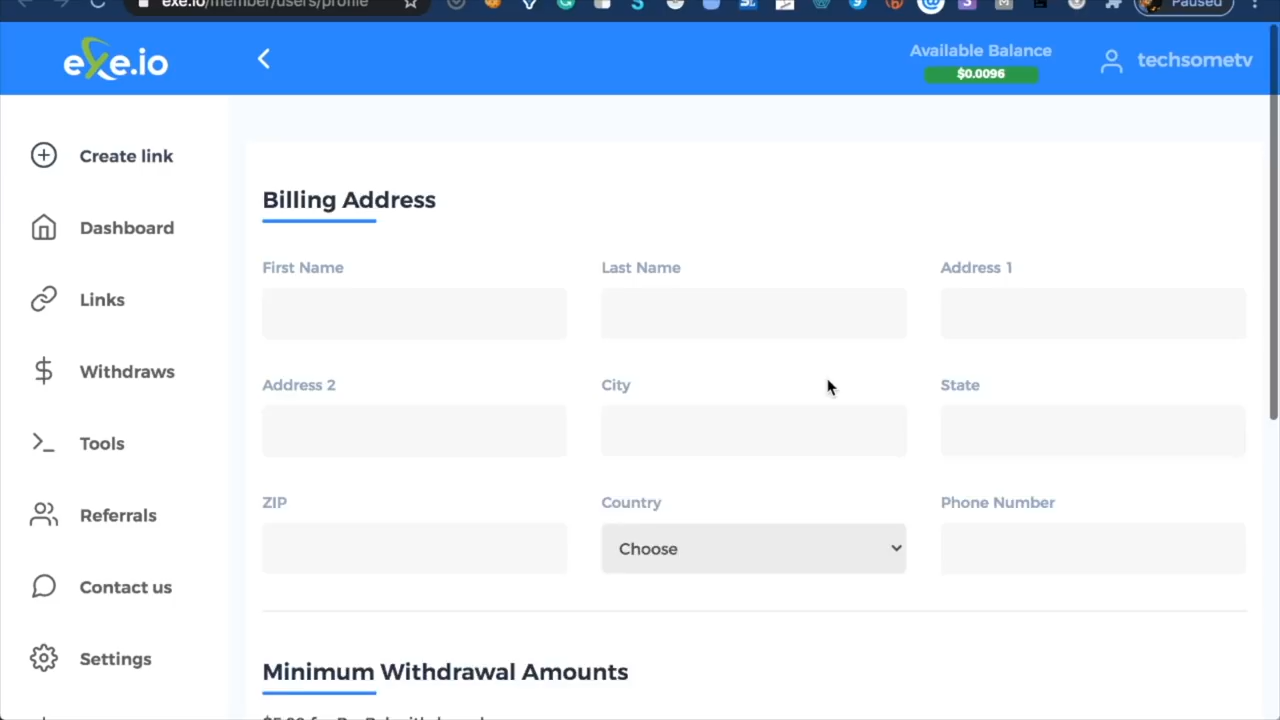 exe.io/member/users/profile
Paused
exe.io
Available Balance
$0.0096
techsometv
Create link
Dashboard
Links
Withdraws
Tools
Referrals
Contact us
Settings
Billing Address
First Name
Last Name
Address 1
Address 2
City
State
ZIP
Country
Phone Number
Choose
Minimum Withdrawal Amounts